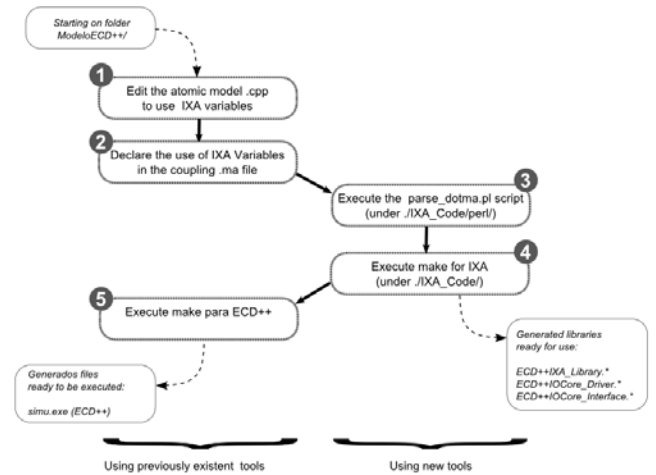 Starting on folder
ModeloECD++/
1
Edit the atomic model .cpp
to use IXA variables
2
Declare the use of IXA Variables
in the coupling .ma file
3
Execute the parse_dotma.pl script
(under ./IXA_Code/perl/)
4
Execute make for IXA
(under ./IXA_Code/)
5
Execute make para ECD++
Generated libraries
ready for use:
ECD++IXA_Library.*
ECD++IOCore_Driver.*
ECD++IOCore_Interface.*
Generados files
ready to be executed:
simu.exe (ECD++)
Using previously existent tools
Using new tools